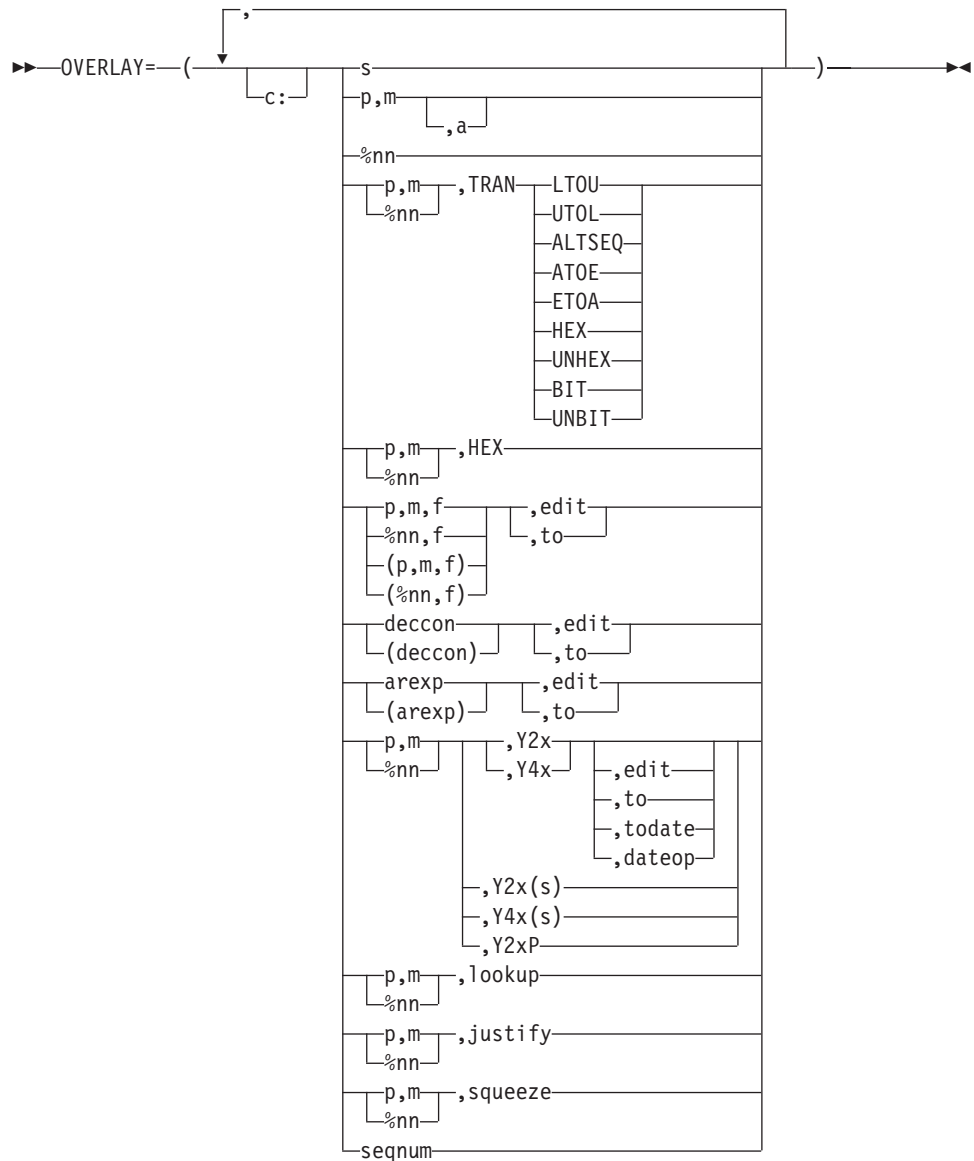 ,
OVERLAY=(
c:
s
)
p,m
,a
%nn
p,m ,TRAN LTOU
%nn UTOL
ALTSEQ
ATOE
ETOA
HEX
UNHEX
BIT
UNBIT
p,m ,HEX
%nn
p,m,f ,edit
%nn,f ,to
(p,m,f)
(%nn,f)
deccon ,edit
(deccon) ,to
arexp ,edit
(arexp) ,to
p,m ,Y2x
%nn ,Y4x ,edit
,to
,todate
,dateop
,Y2x(s)
,Y4x(s)
,Y2xP
p,m ,lookup
%nn
p,m ,justify
%nn
p,m ,squeeze
%nn
seqnum